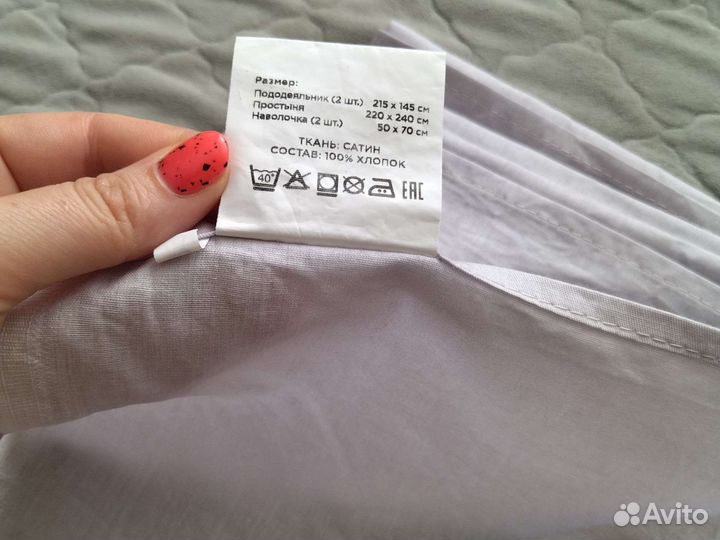 Размер:
Пододеяльник (2 шт.) 215 x 145 см
Простыня 220 x 240 см
Наволочка (2 шт.) 50 x 70 см
ТКАНЬ: САТИН
СОСТАВ: 100% ХЛОПОК
40° EAC
Avito